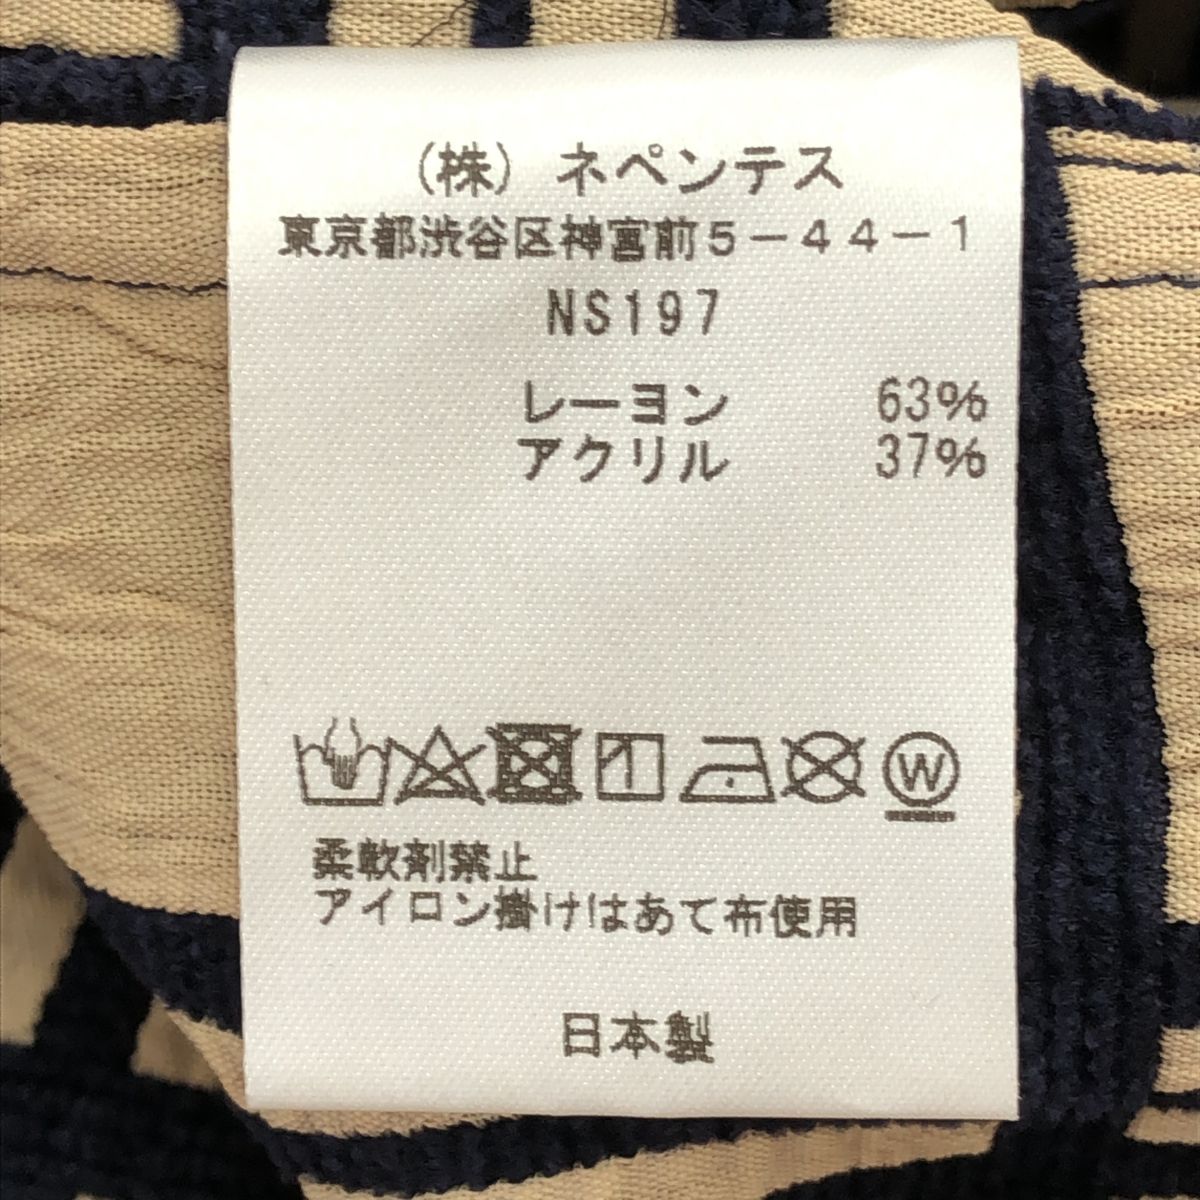 (株) ネペンテス
東京都渋谷区神宮前5-44-1
NS197
レーヨン 63%
アクリル 37%
W
柔軟剤禁止
アイロン掛けはあて布使用
日本製